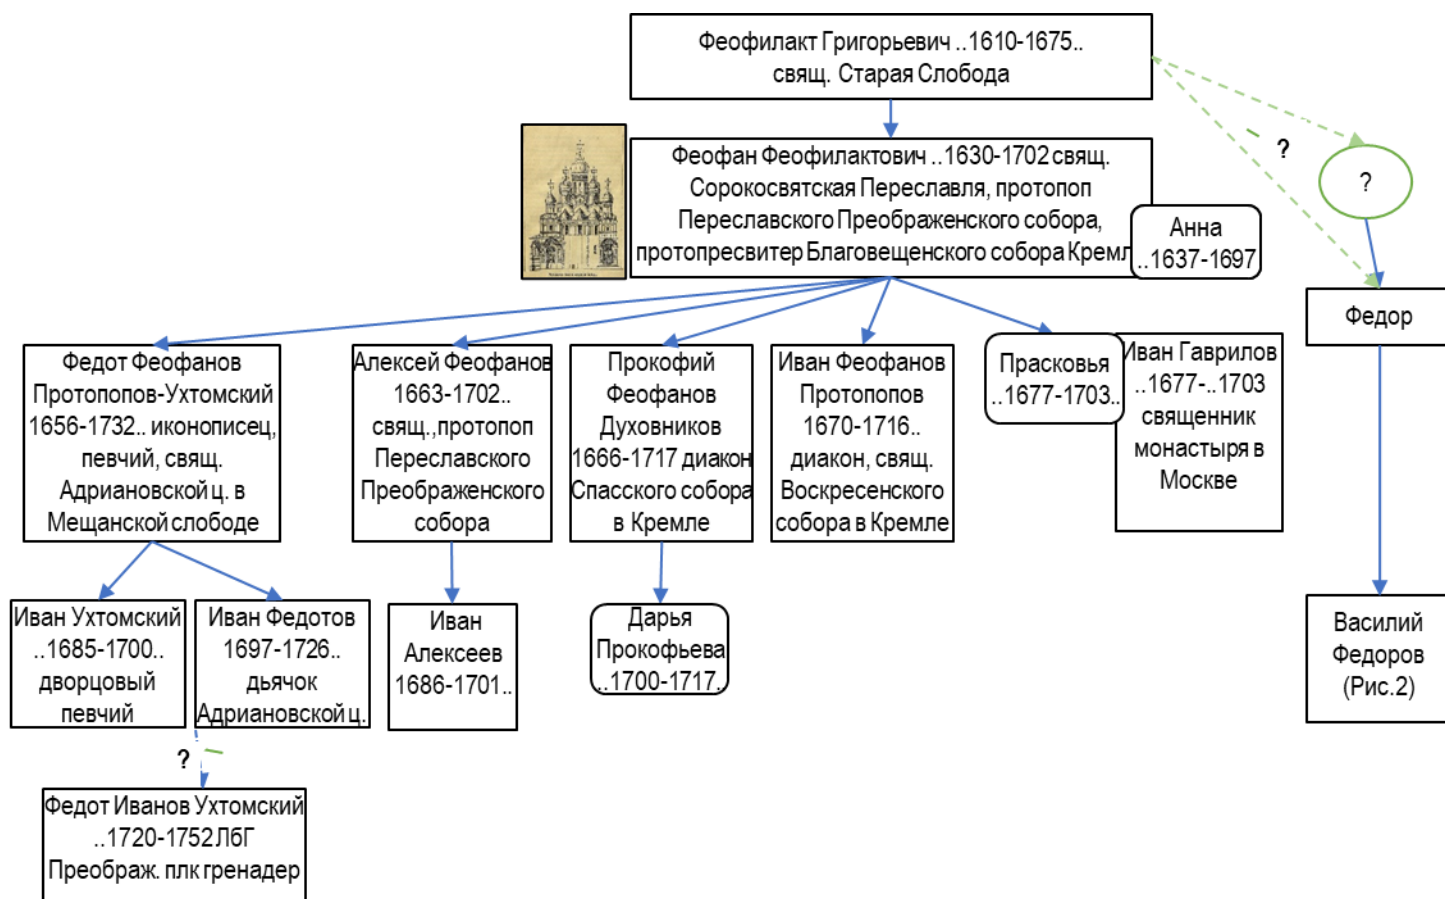 Феофилакт Григорьевич ..1610-1675..
свящ. Старая Слобода
Феофан Феофилактович ..1630-1702 свящ.
Сорокосвятская Переславля, протопоп
Переславского Преображенского собора,
протопресвитер Благовещенского собора Кремл
Анна
..1637-1697
?
?
Федор
Федот Феофанов
Протопопов-Ухтомский
1656-1732.. иконописец,
певчий, свящ.
Адриановской ц. в
Мещанской слободе
Алексей Феофанов
1663-1702..
свящ.,протопоп
Переславского
Преображенского
собора
Прокофий
Феофанов
Духовников
1666-1717 диакон
Спасского собора
в Кремле
Иван Феофанов
Протопопов
1670-1716..
диакон, свящ.
Воскресенского
собора в Кремле
Прасковья
..1677-1703..
Иван Гаврилов
..1677-..1703
священник
монастыря в
Москве
Иван Ухтомский
..1685-1700..
дворцовый
певчий
Иван Федотов
1697-1726..
дьячок
Адриановской ц.
Иван
Алексеев
1686-1701..
Дарья
Прокофьева
..1700-1717..
Василий
Федоров
(Рис.2)
?
Федот Иванов Ухтомский
..1720-1752 ЛбГ
Преображ. плк гренадер